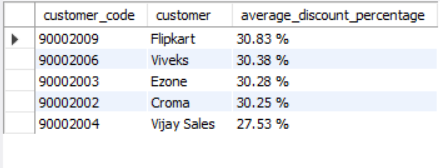 customer_code customer average_discount_percentage
90002009 Flipkart 30.83 %
90002006 Viveks 30.38 %
90002003 Ezone 30.28 %
90002002 Croma 30.25 %
90002004 Vijay Sales 27.53 %